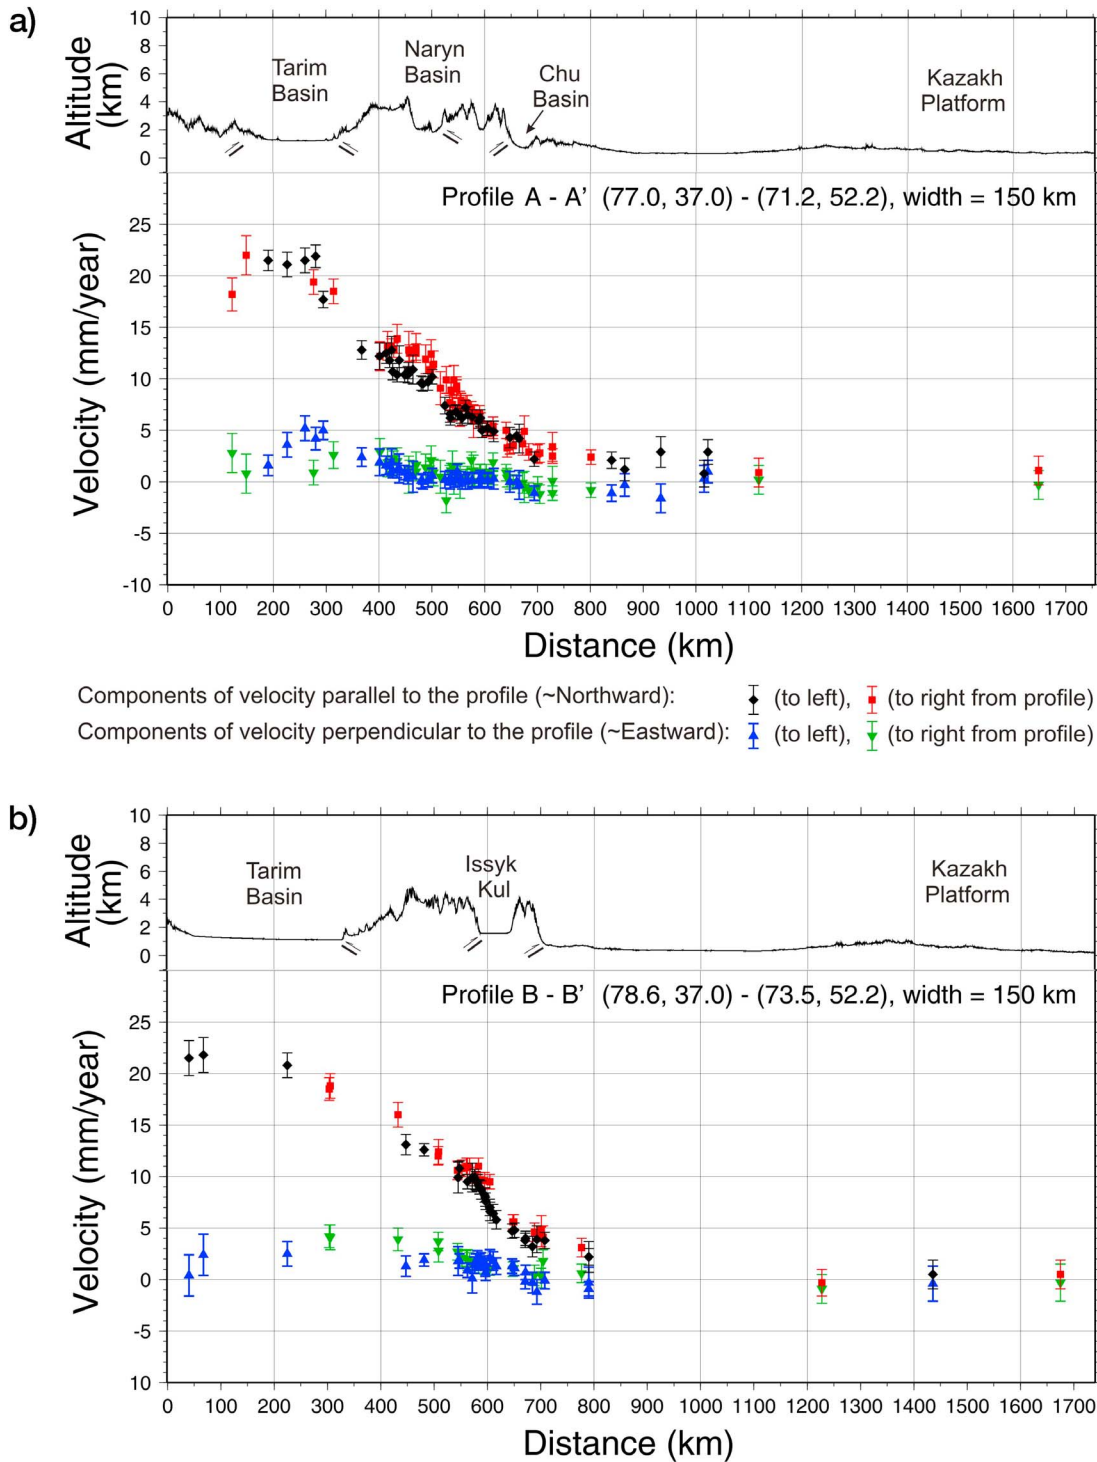 a)
10
8
6
4
2
0
Altitude
(km)
Tarim
Basin
Naryn
Basin
Chu
Basin
Kazakh
Platform
Profile A - A' (77.0, 37.0) - (71.2, 52.2), width = 150 km
25
20
15
10
5
0
-5
-10
Velocity (mm/year)
0 100 200 300 400 500 600 700 800 900 1000 1100 1200 1300 1400 1500 1600 1700
Distance (km)
Components of velocity parallel to the profile (~Northward): (to left), (to right from profile)
Components of velocity perpendicular to the profile (~Eastward): (to left), (to right from profile)
b)
10
8
6
4
2
0
Altitude
(km)
Tarim
Basin
Issyk
Kul
Kazakh
Platform
Profile B - B' (78.6, 37.0) - (73.5, 52.2), width = 150 km
25
20
15
10
5
0
5
10
Velocity (mm/year)
0 100 200 300 400 500 600 700 800 900 1000 1100 1200 1300 1400 1500 1600 1700
Distance (km)